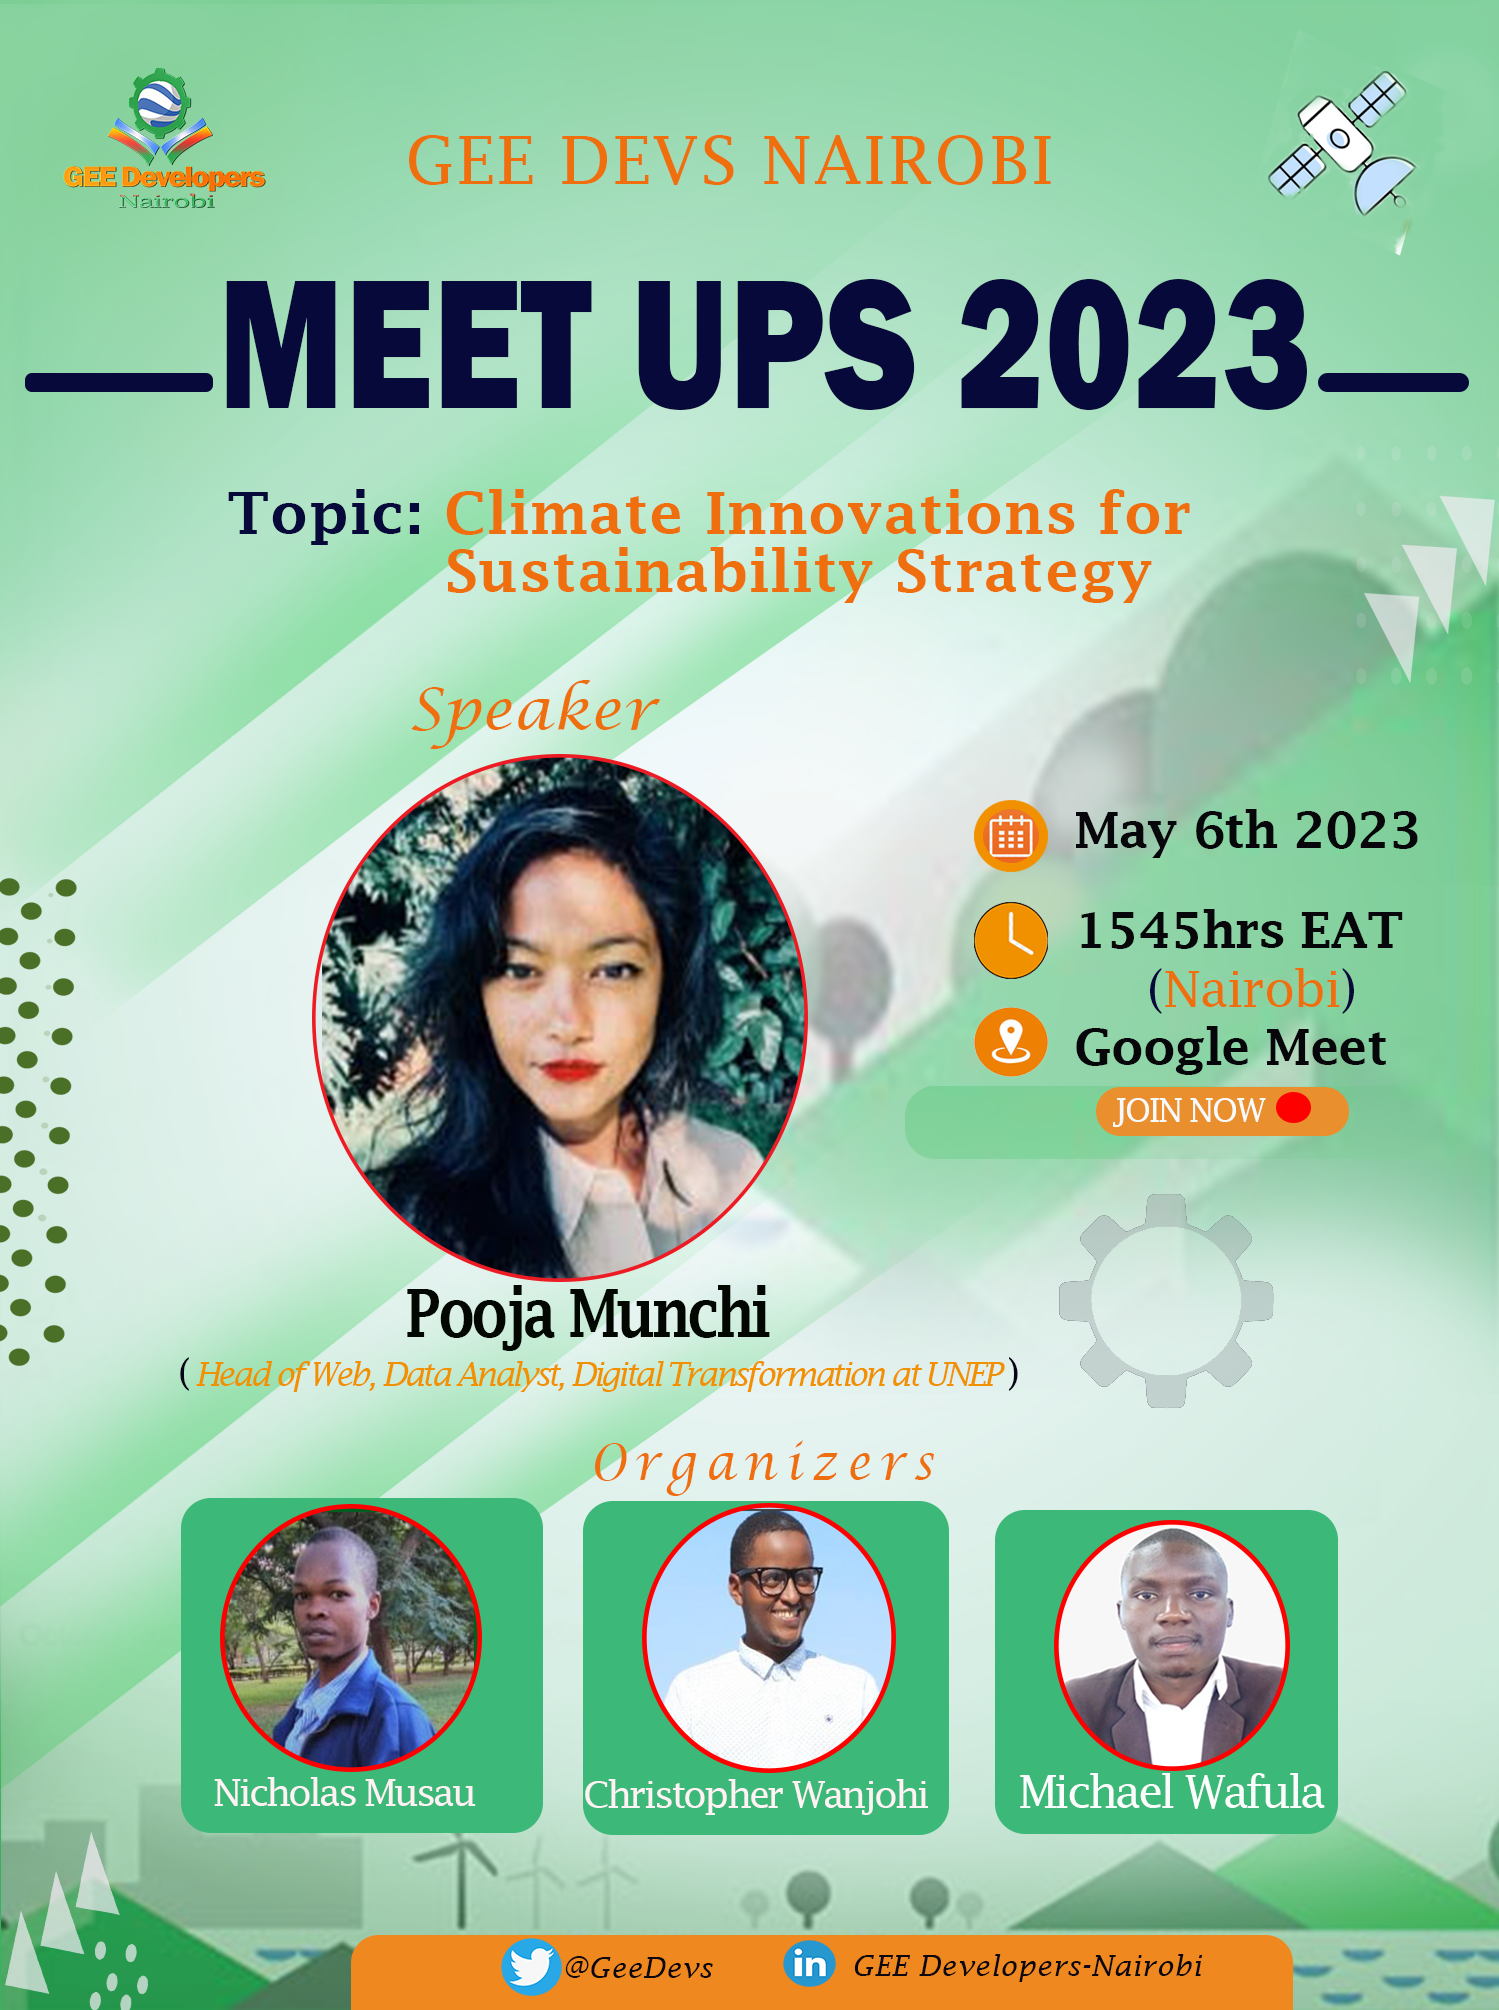 GEE Developers
Nairobi
GEE DEVS NAIROBI
MEET UPS 2023
Topic: Climate Innovations for
Sustainability Strategy
Speaker
May 6th 2023
1545hrs EAT
(Nairobi)
Google Meet
JOIN NOW
Pooja Munchi
( Head of Web, Data Analyst, Digital Transformation at UNEP )
Organizers
Nicholas Musau
Christopher Wanjohi
Michael Wafula
@GeeDevs
in
GEE Developers-Nairobi